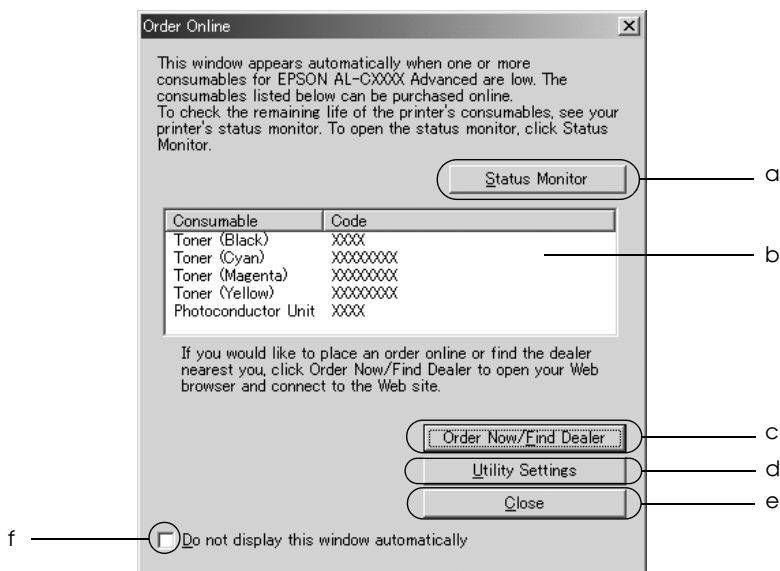 Order Online
This window appears automatically when one or more
consumables for EPSON AL-CXXXX Advanced are low. The
consumables listed below can be purchased online.
To check the remaining life of the printer's consumables, see your
printer's status monitor. To open the status monitor, click Status
Monitor.
Status Monitor
a
Consumable Code
Toner (Black) XXXX
Toner (Cyan) XXXXXXXX
Toner (Magenta) XXXXXXXX
Toner (Yellow) XXXXXXXX
Photoconductor Unit XXXX
b
If you would like to place an order online or find the dealer
nearest you, click Order Now/Find Dealer to open your Web
browser and connect to the Web site.
Order Now/Find Dealer
c
Utility Settings
d
Close
e
f
Do not display this window automatically